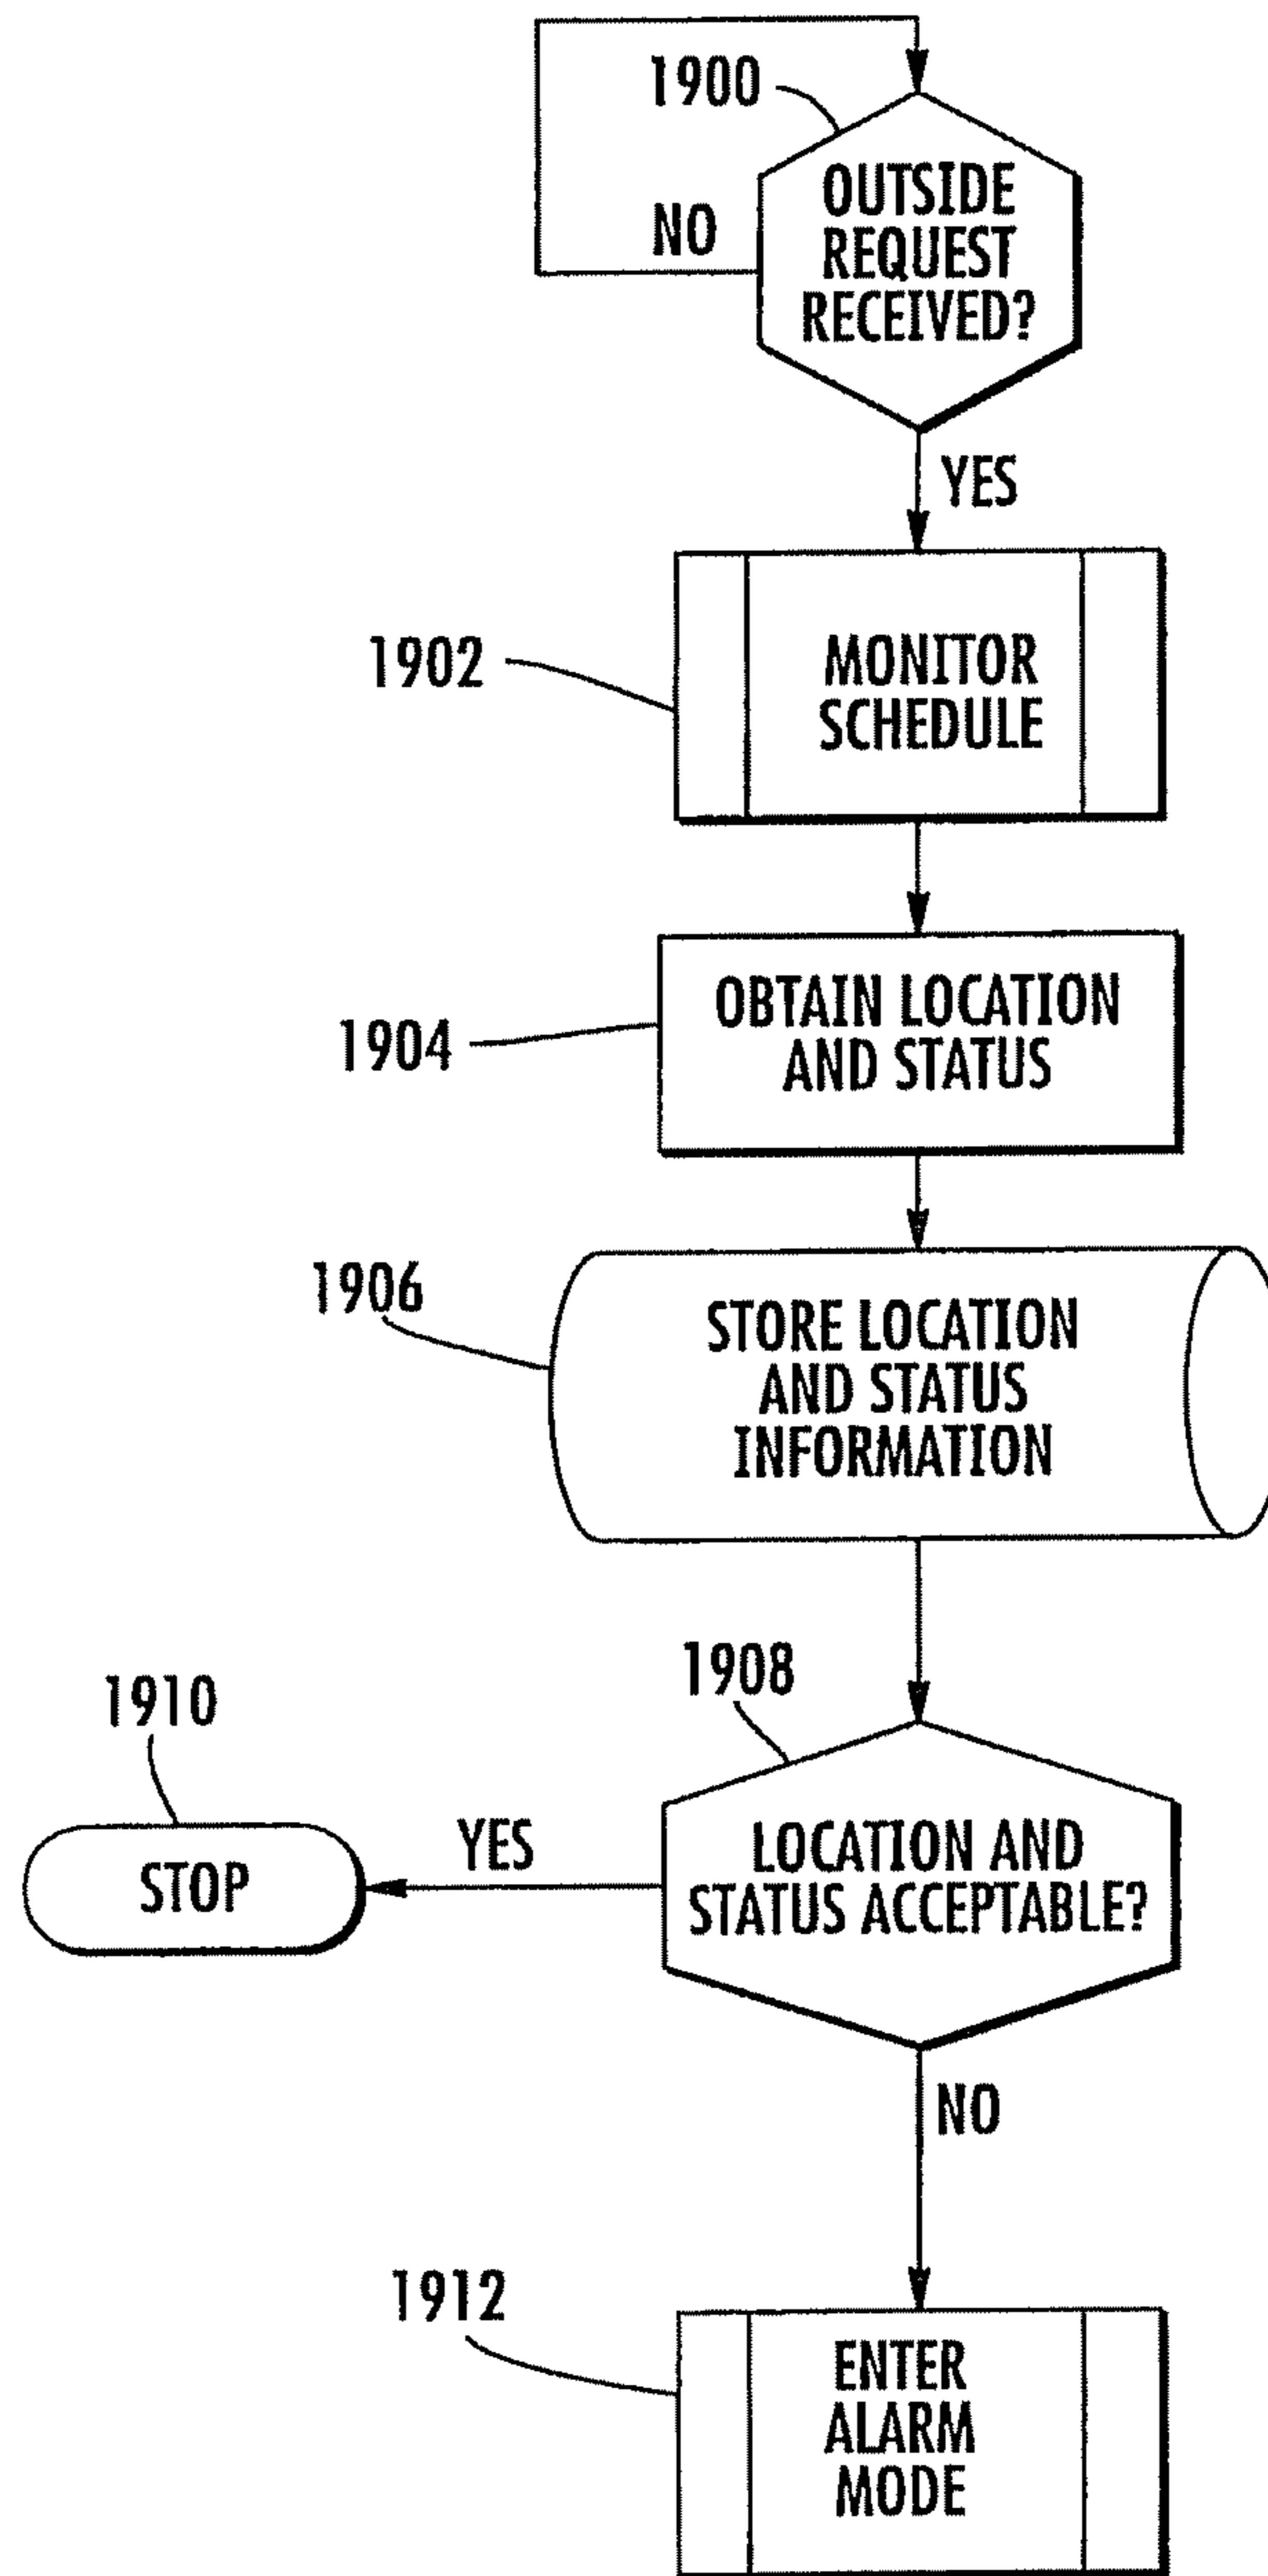 1900
OUTSIDE
REQUEST
RECEIVED?
NO
YES
1902
MONITOR
SCHEDULE
1904
OBTAIN LOCATION
AND STATUS
1906
STORE LOCATION
AND STATUS
INFORMATION
1908
1910
STOP
YES
LOCATION AND
STATUS ACCEPTABLE?
NO
1912
ENTER
ALARM
MODE